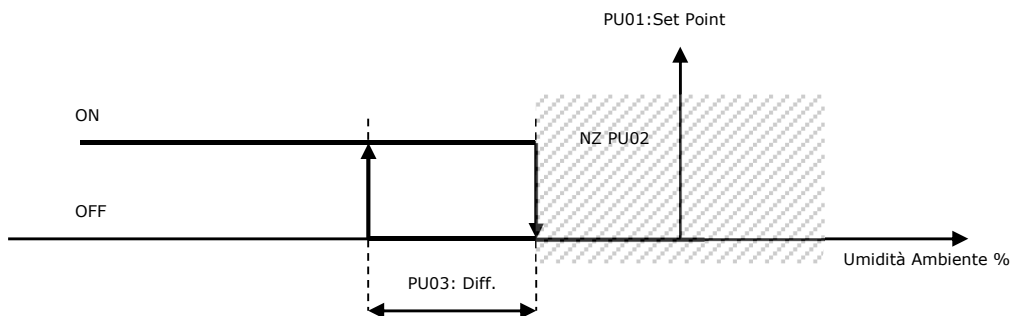 PU01:Set Point
ON
NZ PU02
OFF
Umidità Ambiente %
PU03: Diff.